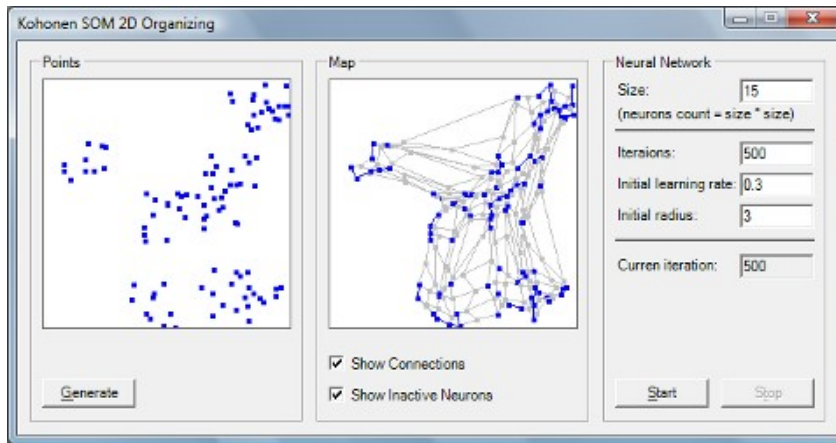 Kohonen SOM 2D Organizing
Points
Generate
Map
Show Connections
Show Inactive Neurons
Neural Network
Size: 15
(neurons count = size * size)
Iteraions: 500
Initial learning rate: 0.3
Initial radius: 3
Curren iteration: 500
Start Stop